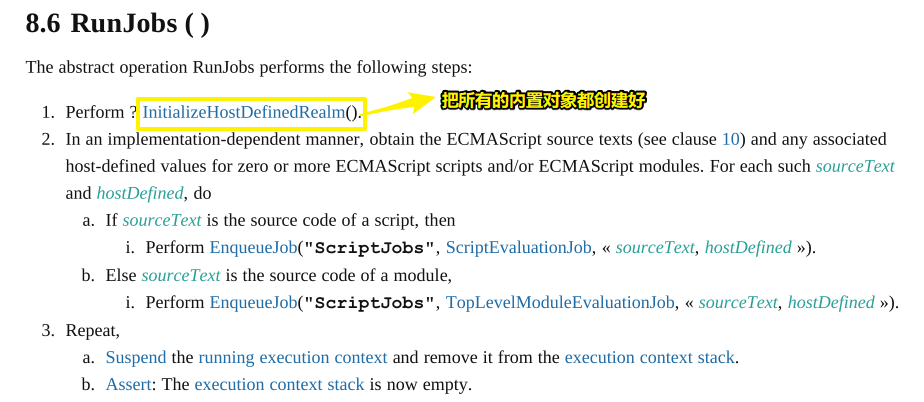 8.6 RunJobs ( )
The abstract operation RunJobs performs the following steps:
1. Perform ? InitializeHostDefinedRealm(). 把所有的内置对象都创建好
2. In an implementation-dependent manner, obtain the ECMAScript source texts (see clause 10) and any associated
host-defined values for zero or more ECMAScript scripts and/or ECMAScript modules. For each such sourceText
and hostDefined, do
a. If sourceText is the source code of a script, then
i. Perform EnqueueJob("ScriptJobs", ScriptEvaluationJob, « sourceText, hostDefined »).
b. Else sourceText is the source code of a module,
i. Perform EnqueueJob("ScriptJobs", TopLevelModuleEvaluationJob, « sourceText, hostDefined »).
3. Repeat,
a. Suspend the running execution context and remove it from the execution context stack.
b. Assert: The execution context stack is now empty.